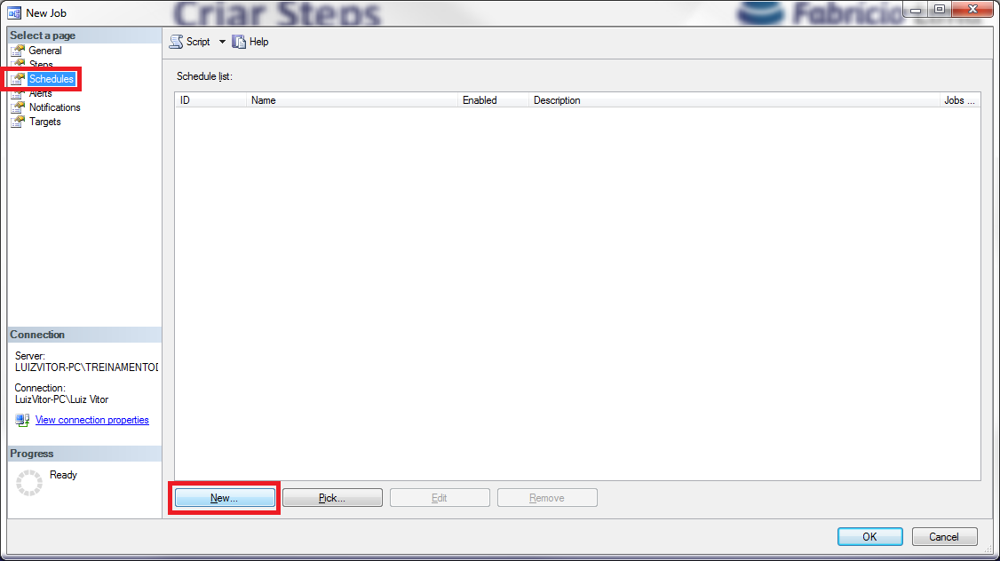 New Job
Criar Steps
Fabrício
Select a page
General
Steps
Schedules
Alerts
Notifications
Targets
Script
Help
Schedule list:
ID Name Enabled Description Jobs ...
Connection
Server:
LUIZVITOR-PC\TREINAMENTOD
Connection:
LuizVitor-PC\Luiz Vitor
View connection properties
Progress
Ready
New...
Pick...
Edit
Remove
OK
Cancel